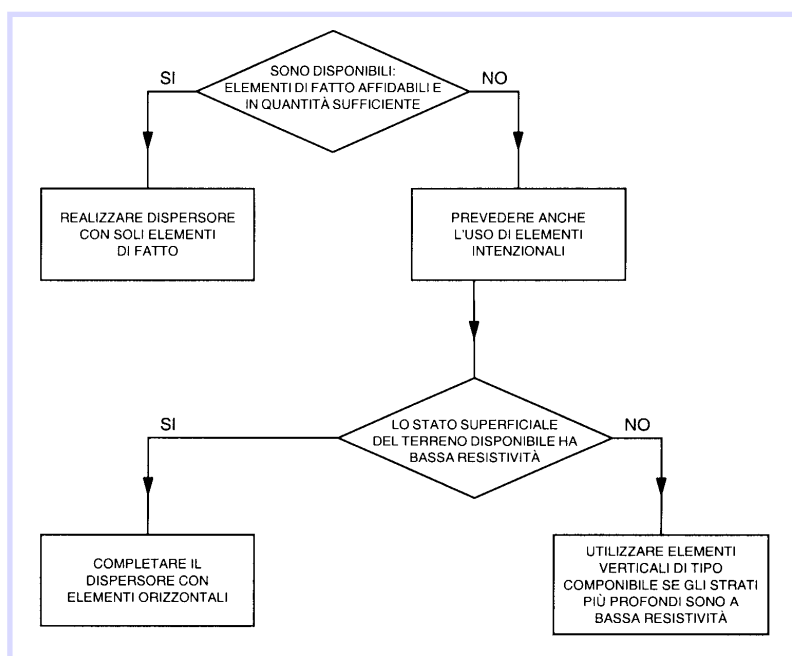 SONO DISPONIBILI:
ELEMENTI DI FATTO AFFIDABILI E
IN QUANTITÀ SUFFICIENTE
SI
NO
REALIZZARE DISPERSORE
CON SOLI ELEMENTI
DI FATTO
PREVEDERE ANCHE
L'USO DI ELEMENTI
INTENZIONALI
LO STATO SUPERFICIALE
DEL TERRENO DISPONIBILE HA
BASSA RESISTIVITÀ
SI
NO
COMPLETARE IL
DISPERSORE CON
ELEMENTI ORIZZONTALI
UTILIZZARE ELEMENTI
VERTICALI DI TIPO
COMPONIBILE SE GLI STRATI
PIÙ PROFONDI SONO A
BASSA RESISTIVITÀ